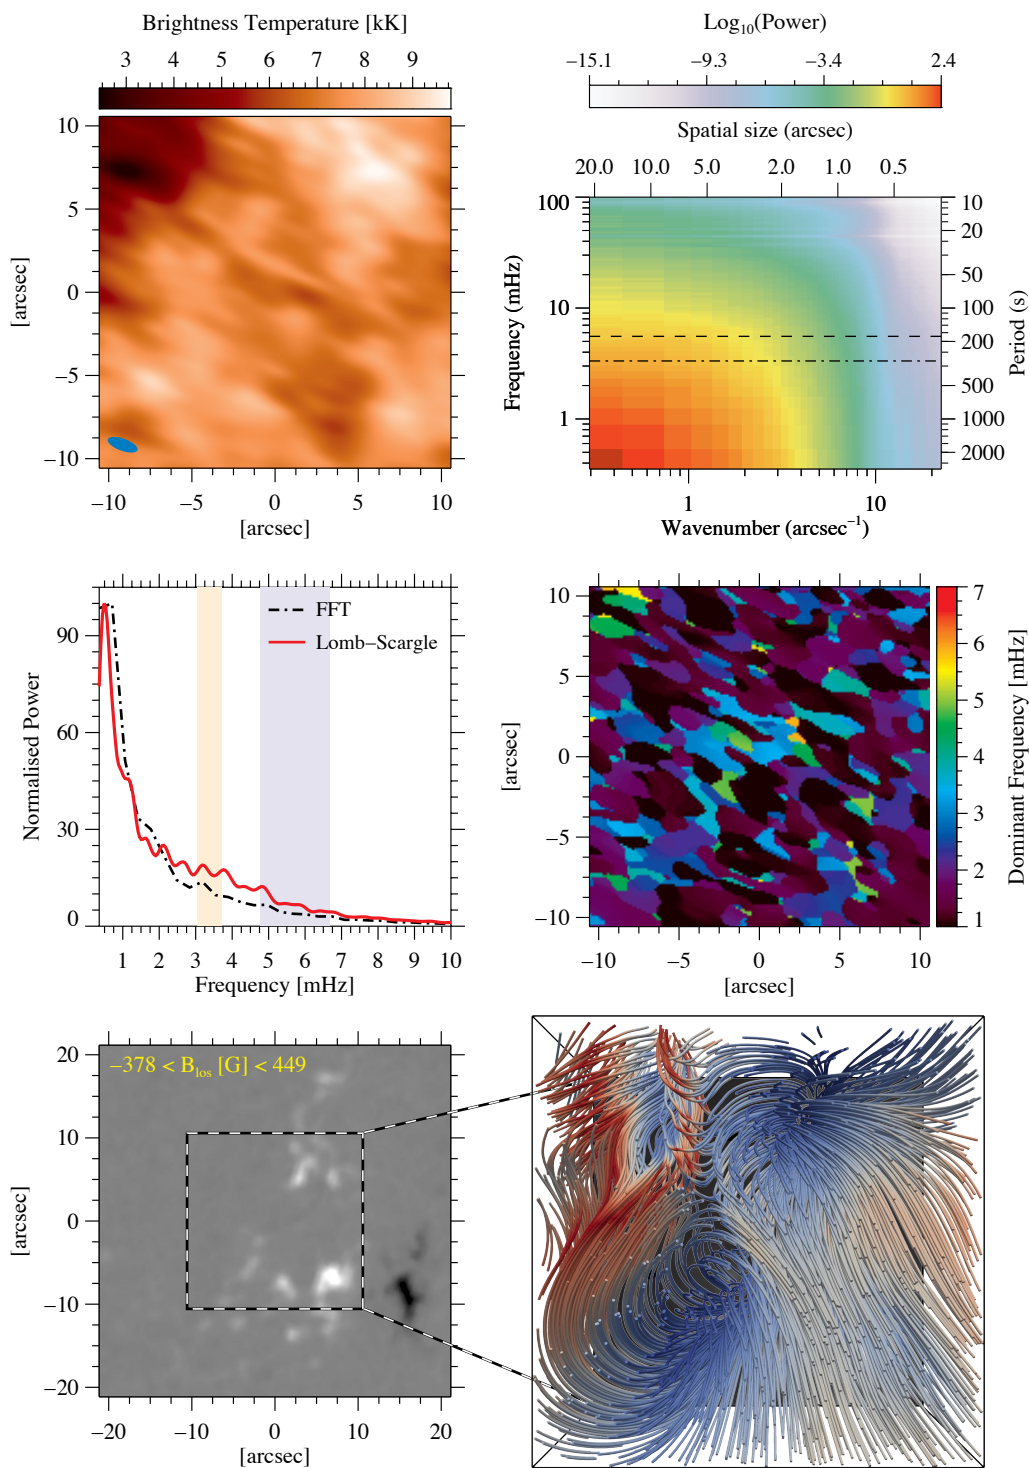 Brightness Temperature [kK]
3 4 5 6 7 8 9
10
5
0
−5
−10
[arcsec]
−10 −5 0 5 10
[arcsec]
Log₁₀(Power)
−15.1 −9.3 −3.4 2.4
Spatial size (arcsec)
20.0 10.0 5.0 2.0 1.0 0.5
100
10
1
Frequency (mHz)
10
20
50
100
200
500
1000
2000
Period (s)
1 10
Wavenumber (arcsec⁻¹)
FFT
Lomb−Scargle
90
60
30
0
Normalised Power
1 2 3 4 5 6 7 8 9 10
Frequency [mHz]
10
5
0
−5
−10
[arcsec]
−10 −5 0 5 10
[arcsec]
7
6
5
4
3
2
1
Dominant Frequency [mHz]
−378 < B_los [G] < 449
20
10
0
−10
−20
[arcsec]
−20 −10 0 10 20
[arcsec]